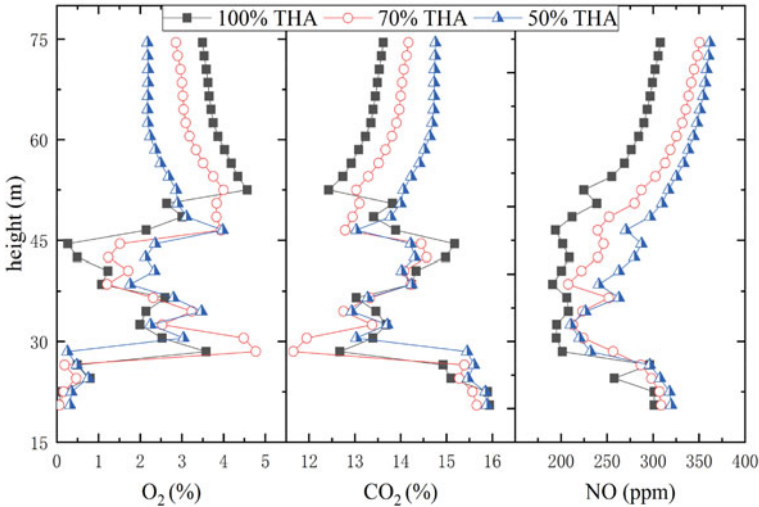 100% THA 70% THA 50% THA
height (m)
75
60
45
30
15
0 1 2 3 4 5
12 13 14 15 16
150 200 250 300 350 400
O₂ (%) CO₂ (%) NO (ppm)